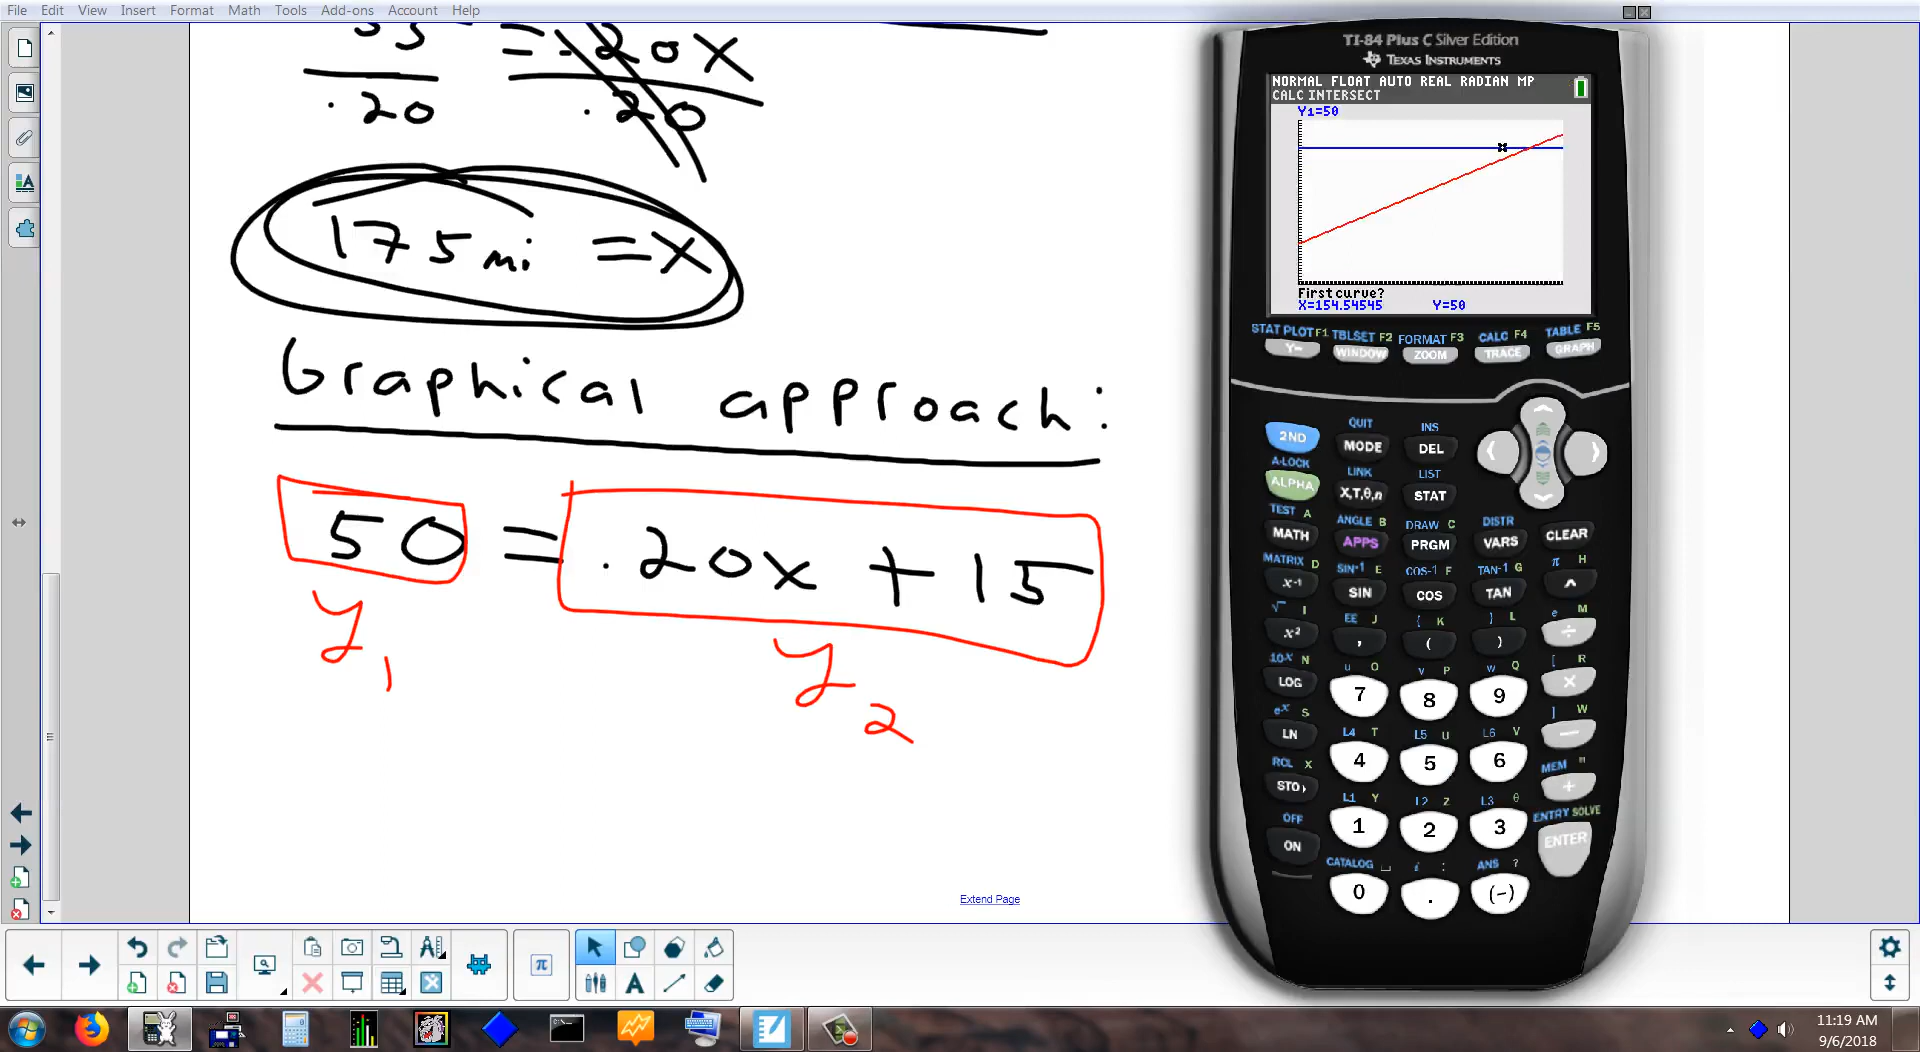 File Edit View Insert Format Math Tools Add-ons Account Help
35 = .20x
.20 .20
175 mi = x
Graphical approach:
50 = .20x + 15
y1 y2
Extend Page
TI-84 Plus C Silver Edition
TEXAS INSTRUMENTS
NORMAL FLOAT AUTO REAL RADIAN MP
CALC INTERSECT
Y1=50
First curve?
X=154.54545 Y=50
STAT PLOT F1 TBLSET F2 FORMAT F3 CALC F4 TABLE F5
Y= WINDOW ZOOM TRACE GRAPH
QUIT INS
2ND MODE DEL
A-LOCK LINK LIST
ALPHA X,T,θ,n STAT
TEST A ANGLE B DRAW C DISTR
MATH APPS PRGM VARS CLEAR
MATRIX D SIN-1 E COS-1 F TAN-1 G π H
x-1 SIN COS TAN ^
√ I EE J { K } L e M
x2 , ( ) ÷
10x N u O v P w Q [ R
LOG 7 8 9 ×
ex S L4 T L5 U L6 V ] W
LN 4 5 6 −
RCL X L1 Y L2 Z L3 θ MEM "
STO› 1 2 3 +
OFF CATALOG ⎵ i : ANS ? ENTRY SOLVE
ON 0 . (-) ENTER
11:19 AM
9/6/2018